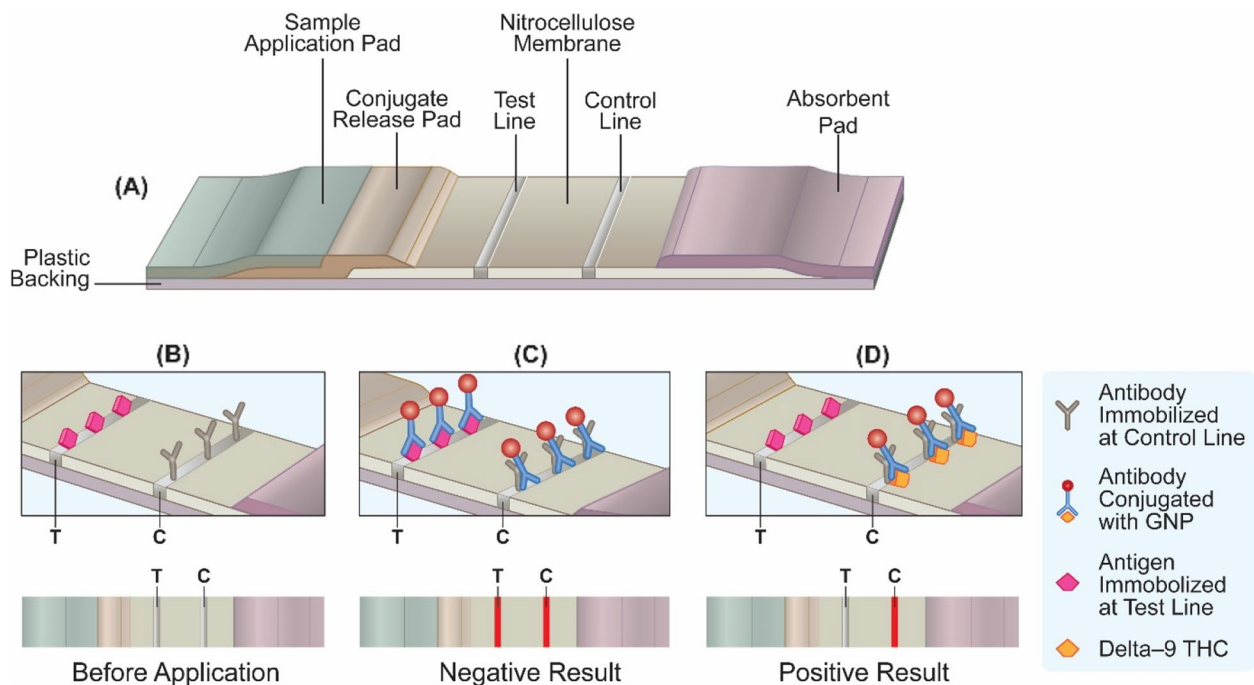 Sample
Application Pad
Nitrocellulose
Membrane
Conjugate
Release Pad
Test
Line
Control
Line
Absorbent
Pad
(A)
Plastic
Backing
(B)
(C)
(D)
T
C
T
C
T
C
T
C
T
C
T
C
Before Application
Negative Result
Positive Result
Antibody
Immobilized
at Control Line
Antibody
Conjugated
with GNP
Antigen
Immobolized
at Test Line
Delta–9 THC